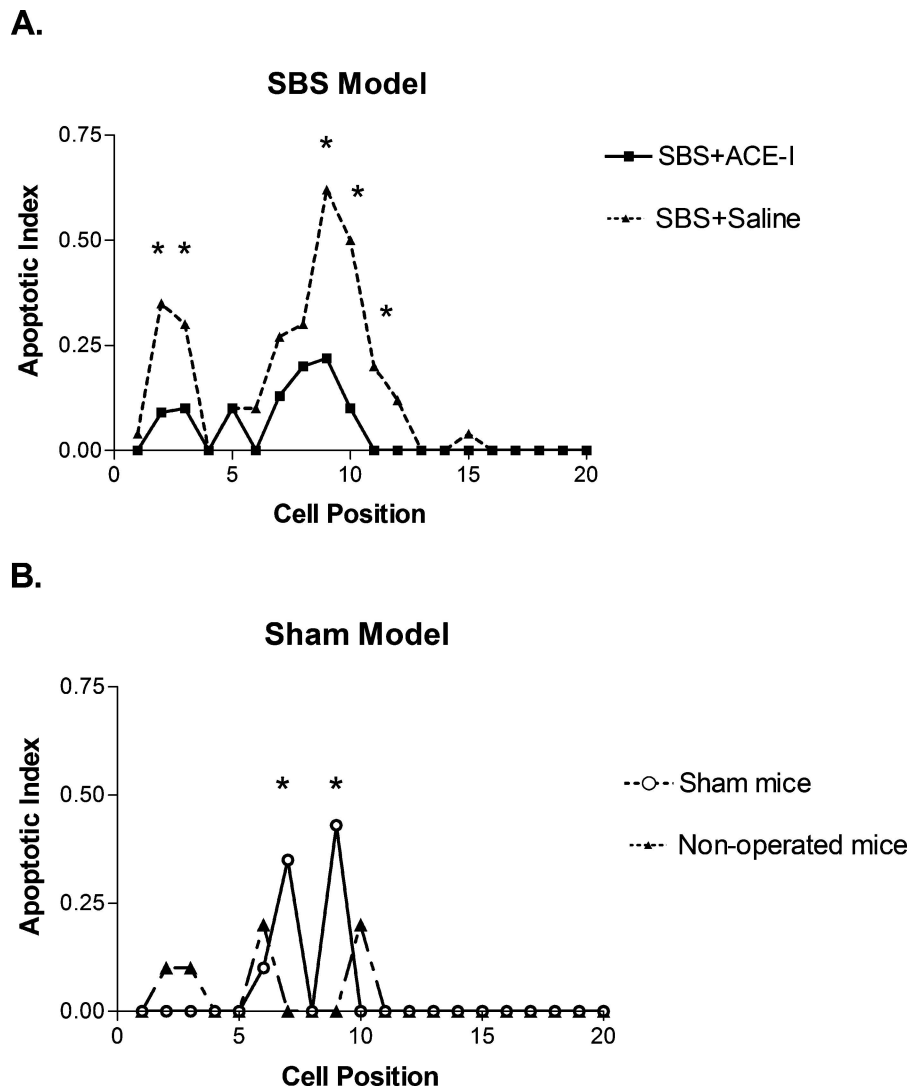 A.
SBS Model
0.75
0.50
0.25
0.00
Apoptotic Index
* * * * *
0 5 10 15 20
Cell Position
SBS+ACE-I
SBS+Saline
B.
Sham Model
0.75
0.50
0.25
0.00
Apoptotic Index
* *
0 5 10 15 20
Cell Position
Sham mice
Non-operated mice